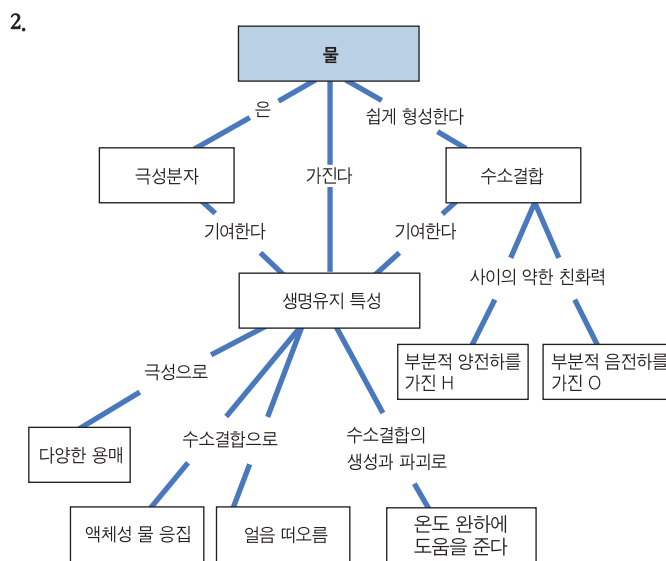 2.
물
은
쉽게 형성한다
극성분자
가진다
수소결합
기여한다
기여한다
사이의 약한 친화력
생명유지 특성
부분적 양전하를
가진 H
부분적 음전하를
가진 O
극성으로
수소결합으로
수소결합의
생성과 파괴로
다양한 용매
액체성 물 응집
얼음 떠오름
온도 완하에
도움을 준다